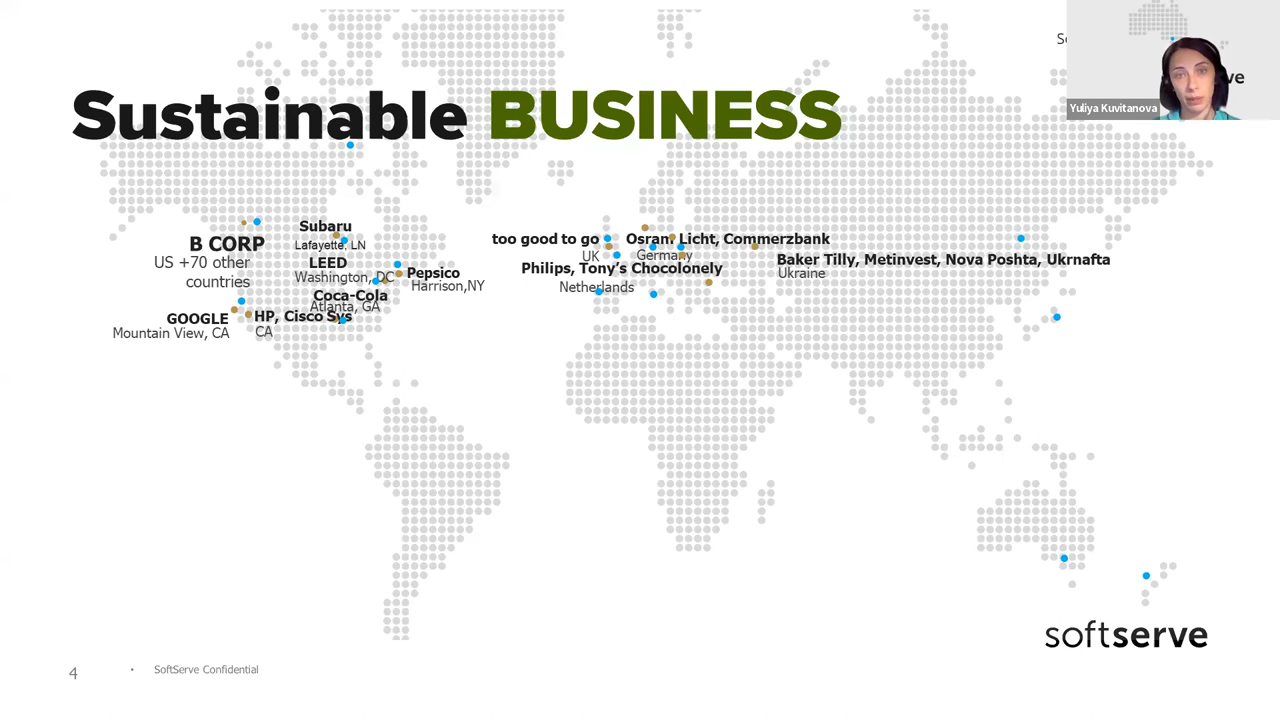 Sustainable BUSINESS
Yuliya Kuvitanova
B CORP
US +70 other
countries
Subaru
Lafayette, LN
LEED
Washington, DC
Pepsico
Harrison,NY
Coca-Cola
Atlanta, GA
GOOGLE
Mountain View, CA
HP, Cisco Sys
CA
too good to go
UK
Osran. Licht, Commerzbank
Germany
Philips, Tony's Chocolonely
Netherlands
Baker Tilly, Metinvest, Nova Poshta, Ukrnafta
Ukraine
softserve
4
• SoftServe Confidential